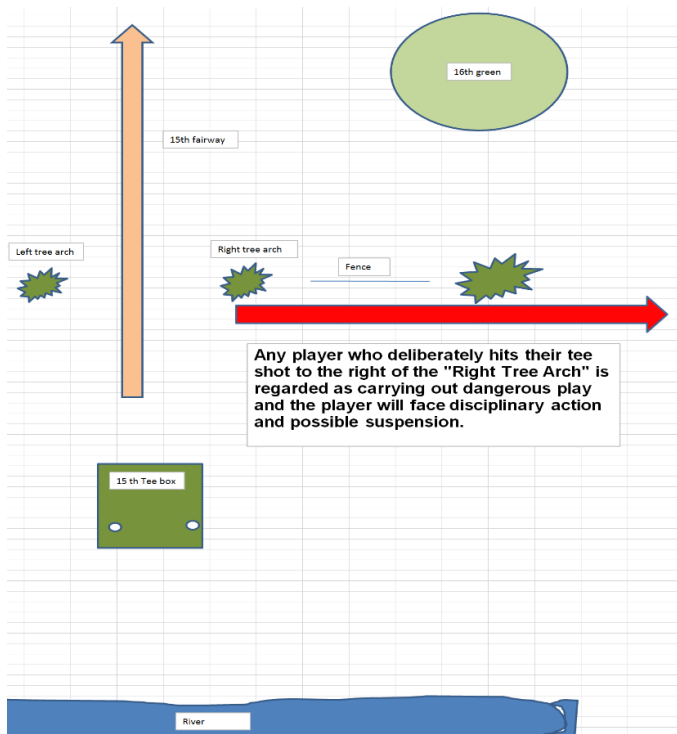 16th green
15th fairway
Left tree arch
Right tree arch
Fence
Any player who deliberately hits their tee
shot to the right of the "Right Tree Arch" is
regarded as carrying out dangerous play
and the player will face disciplinary action
and possible suspension.
15 th Tee box
River